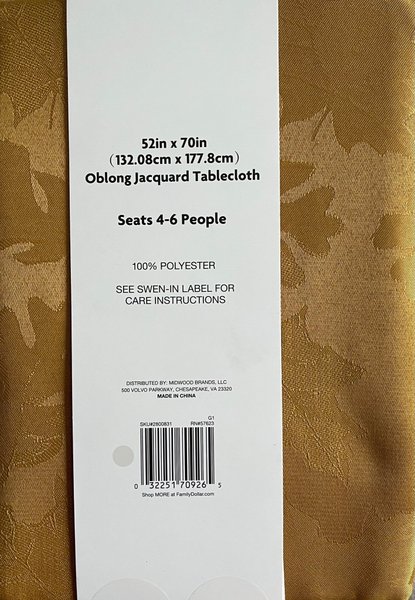 52in x 70in
(132.08cm x 177.8cm)
Oblong Jacquard Tablecloth
Seats 4-6 People
100% POLYESTER
SEE SWEN-IN LABEL FOR
CARE INSTRUCTIONS
DISTRIBUTED BY: MIDWOOD BRANDS, LLC
500 VOLVO PARKWAY, CHESAPEAKE, VA 23320
MADE IN CHINA
G1
SKU#2800831 RN#57623
0 32251 70926 5
Shop MORE at FamilyDollar.com